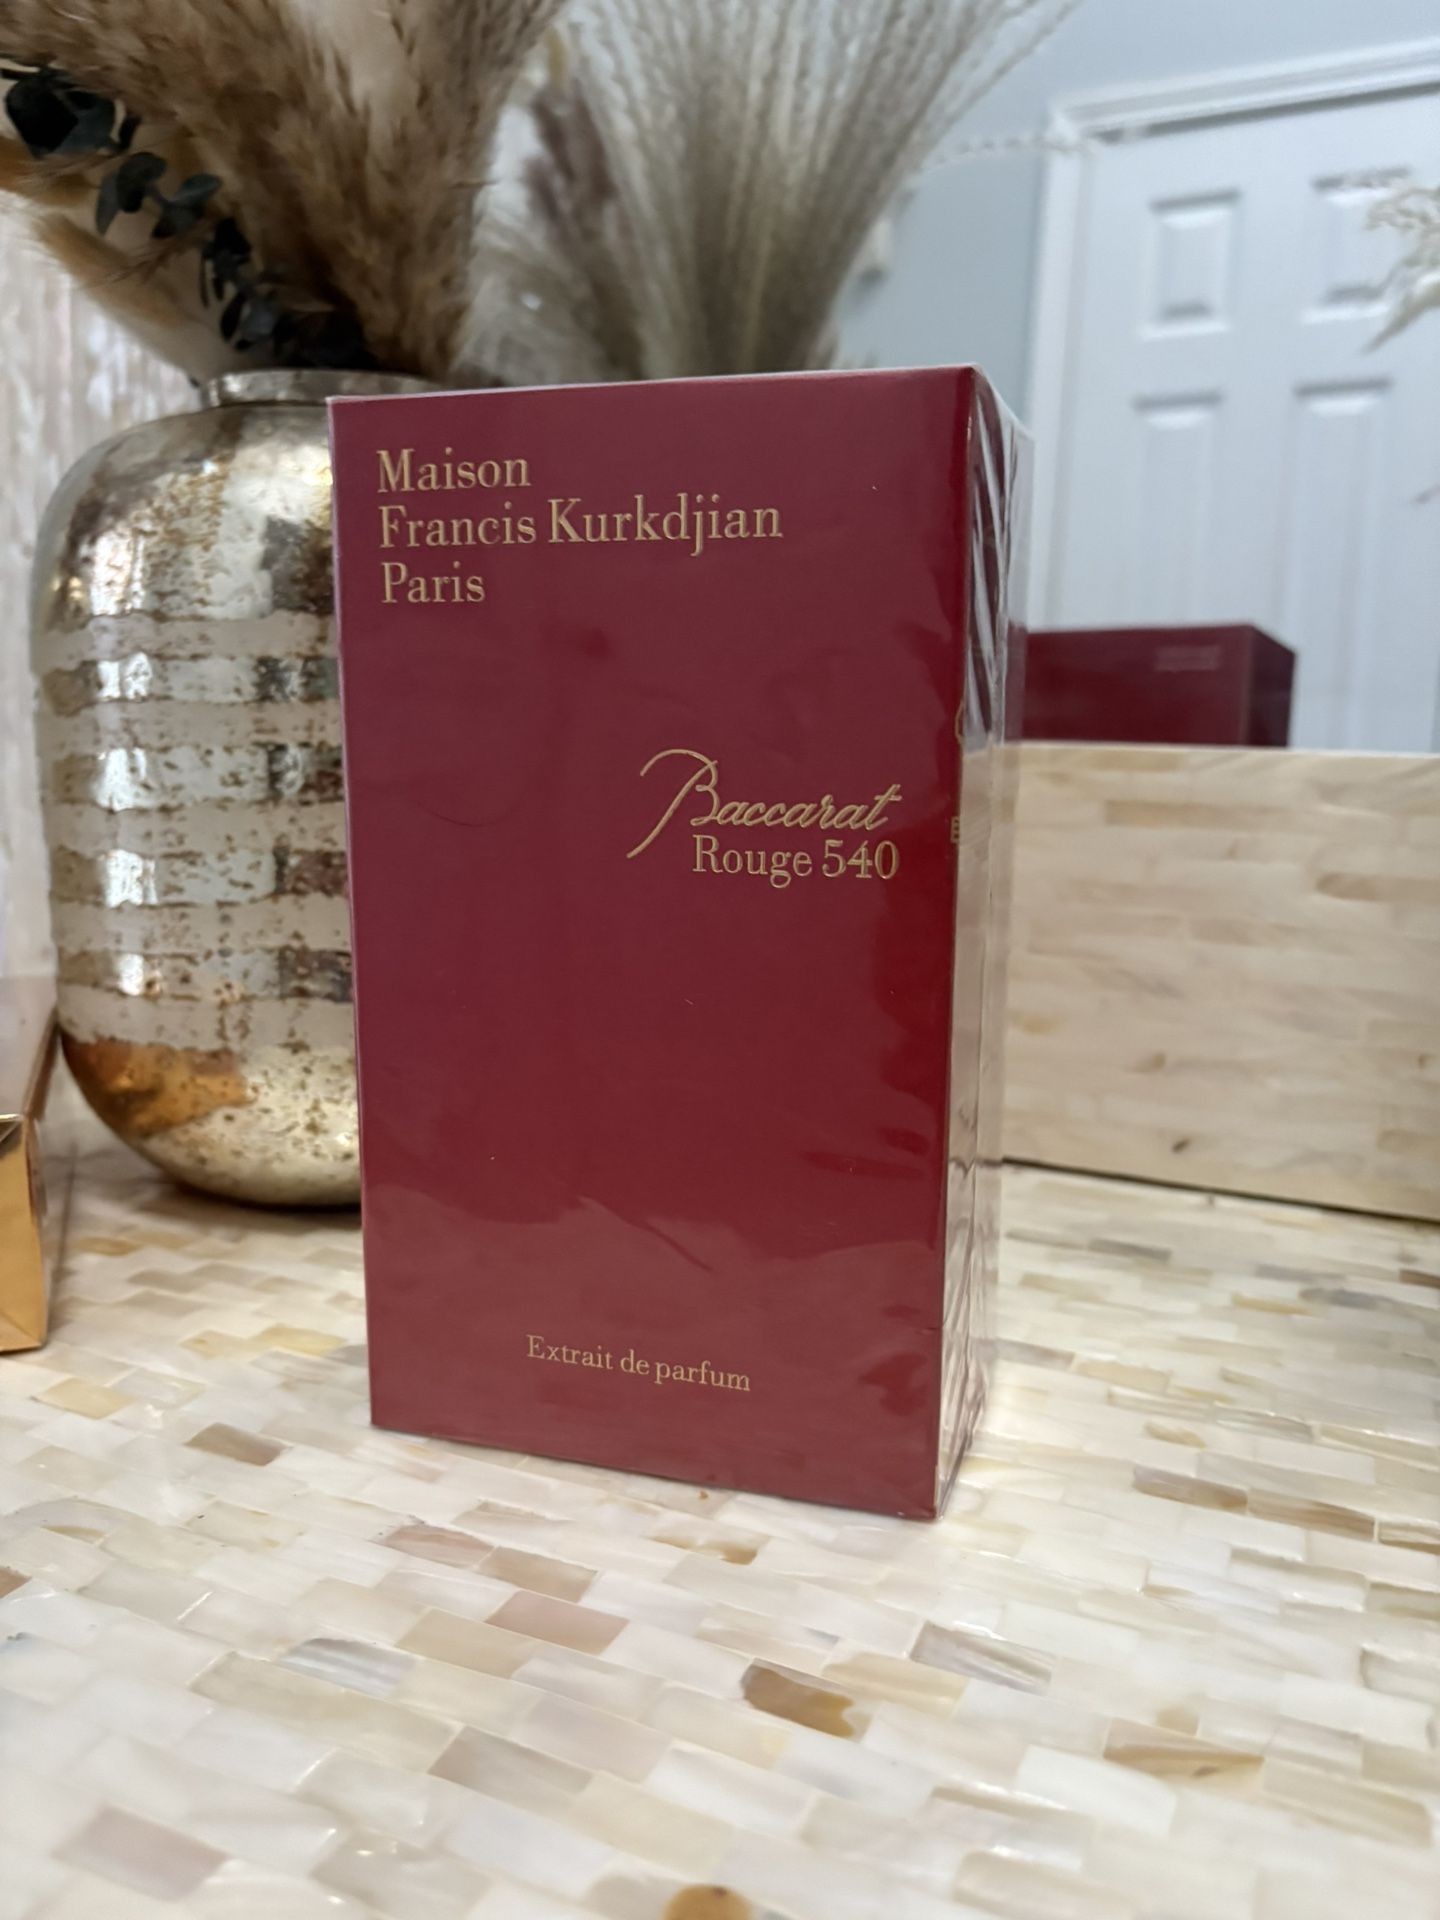 Maison
Francis Kurkdjian
Paris
Baccarat
Rouge 540
Extrait de parfum